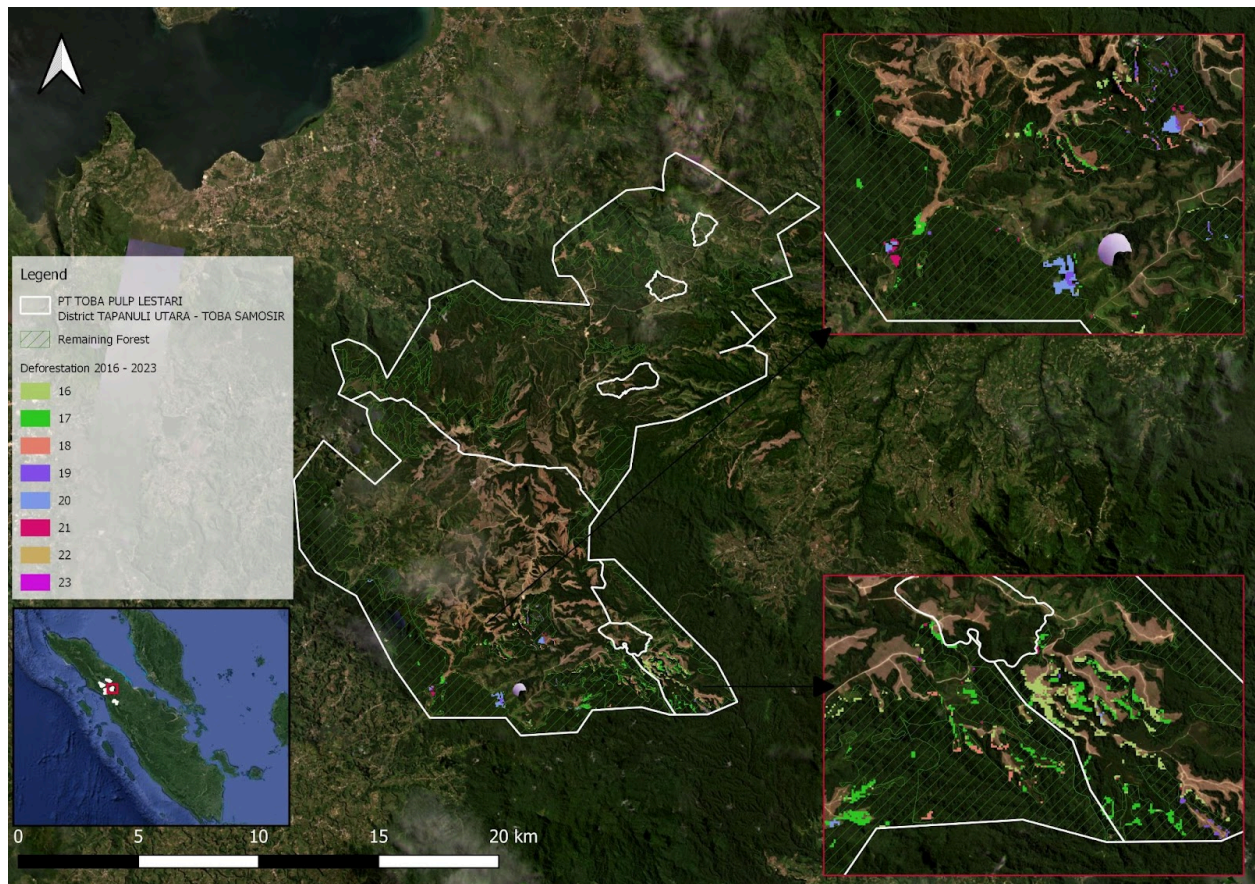 Legend
PT TOBA PULP LESTARI
District TAPANULI UTARA - TOBA SAMOSIR
Remaining Forest
Deforestation 2016 - 2023
16
17
18
19
20
21
22
23
0 5 10 15 20 km